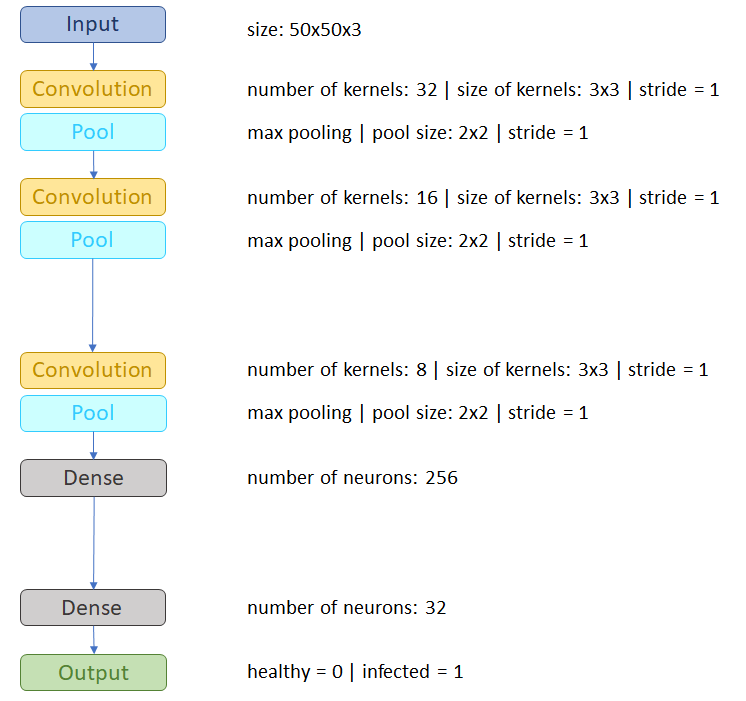 Input
size: 50x50x3
Convolution
number of kernels: 32 | size of kernels: 3x3 | stride = 1
Pool
max pooling | pool size: 2x2 | stride = 1
Convolution
number of kernels: 16 | size of kernels: 3x3 | stride = 1
Pool
max pooling | pool size: 2x2 | stride = 1
Convolution
number of kernels: 8 | size of kernels: 3x3 | stride = 1
Pool
max pooling | pool size: 2x2 | stride = 1
Dense
number of neurons: 256
Dense
number of neurons: 32
Output
healthy = 0 | infected = 1